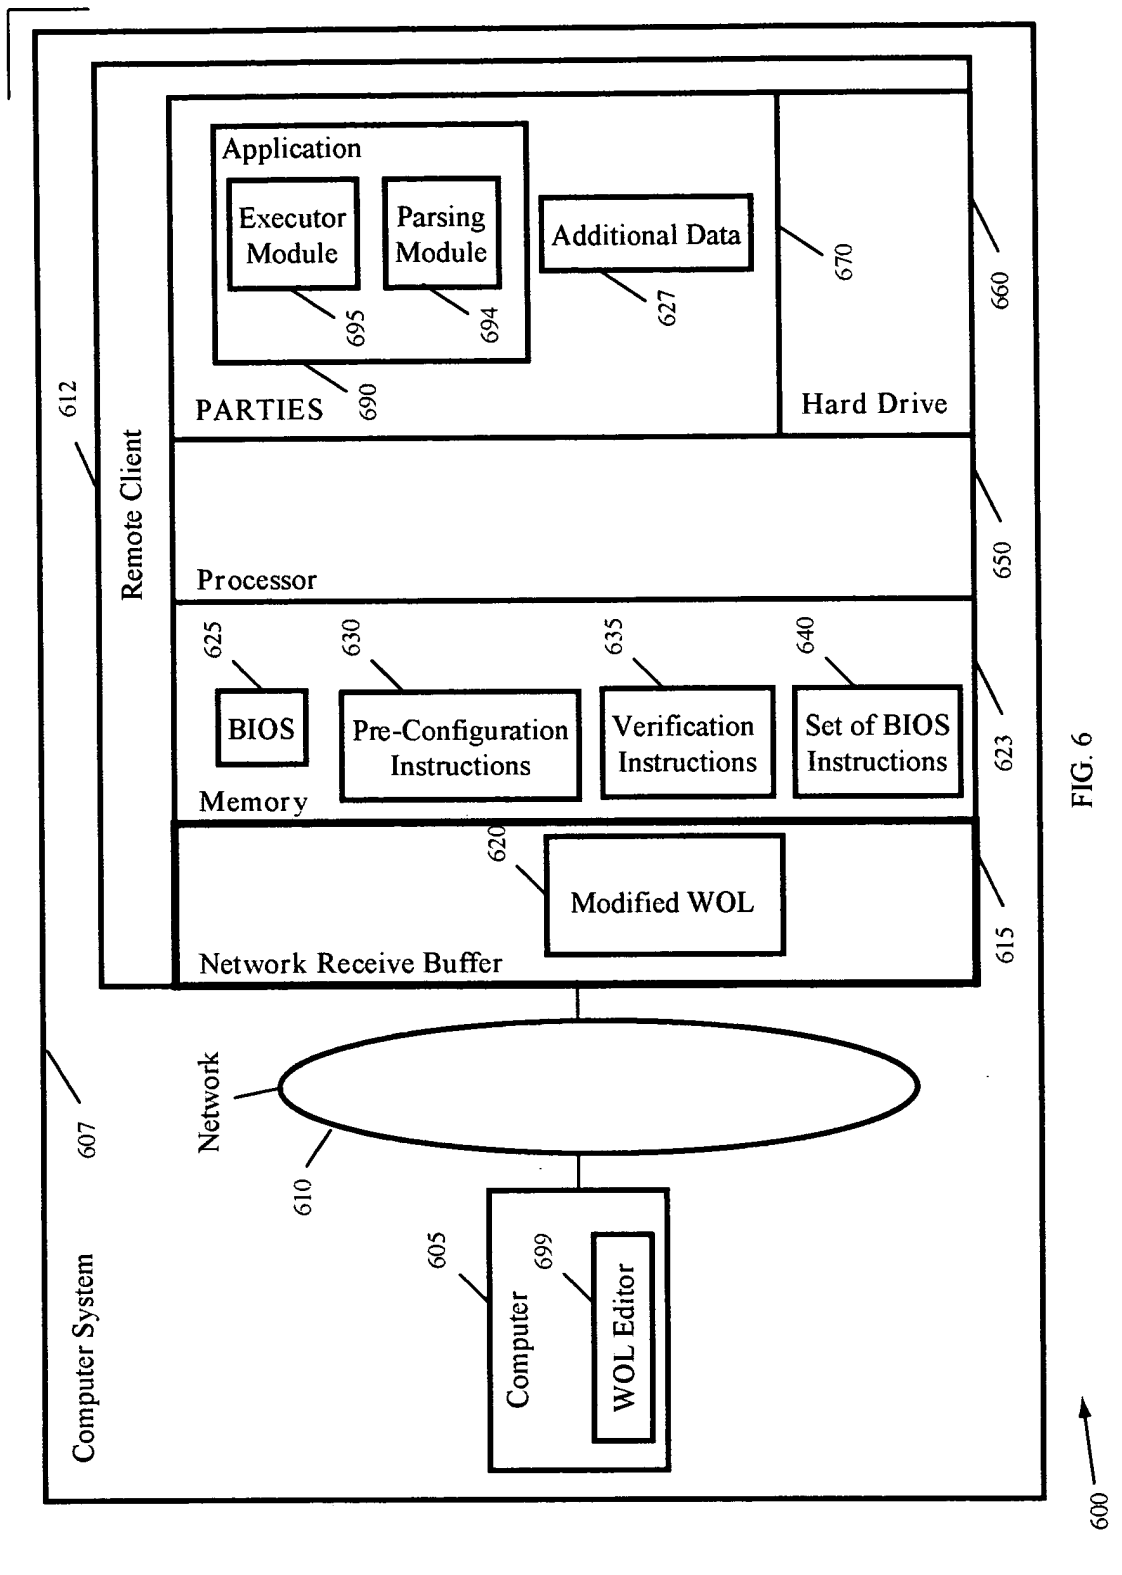 Computer System
607
Remote Client
612
Application
Executor
Module
695
Parsing
Module
694
690
Additional Data
627
PARTIES
670
Hard Drive
660
Processor
650
BIOS
625
Pre-Configuration
Instructions
630
Verification
Instructions
635
Set of BIOS
Instructions
640
Memory
623
Modified WOL
620
Network Receive Buffer
615
Network
610
Computer
605
WOL Editor
699
600
FIG. 6